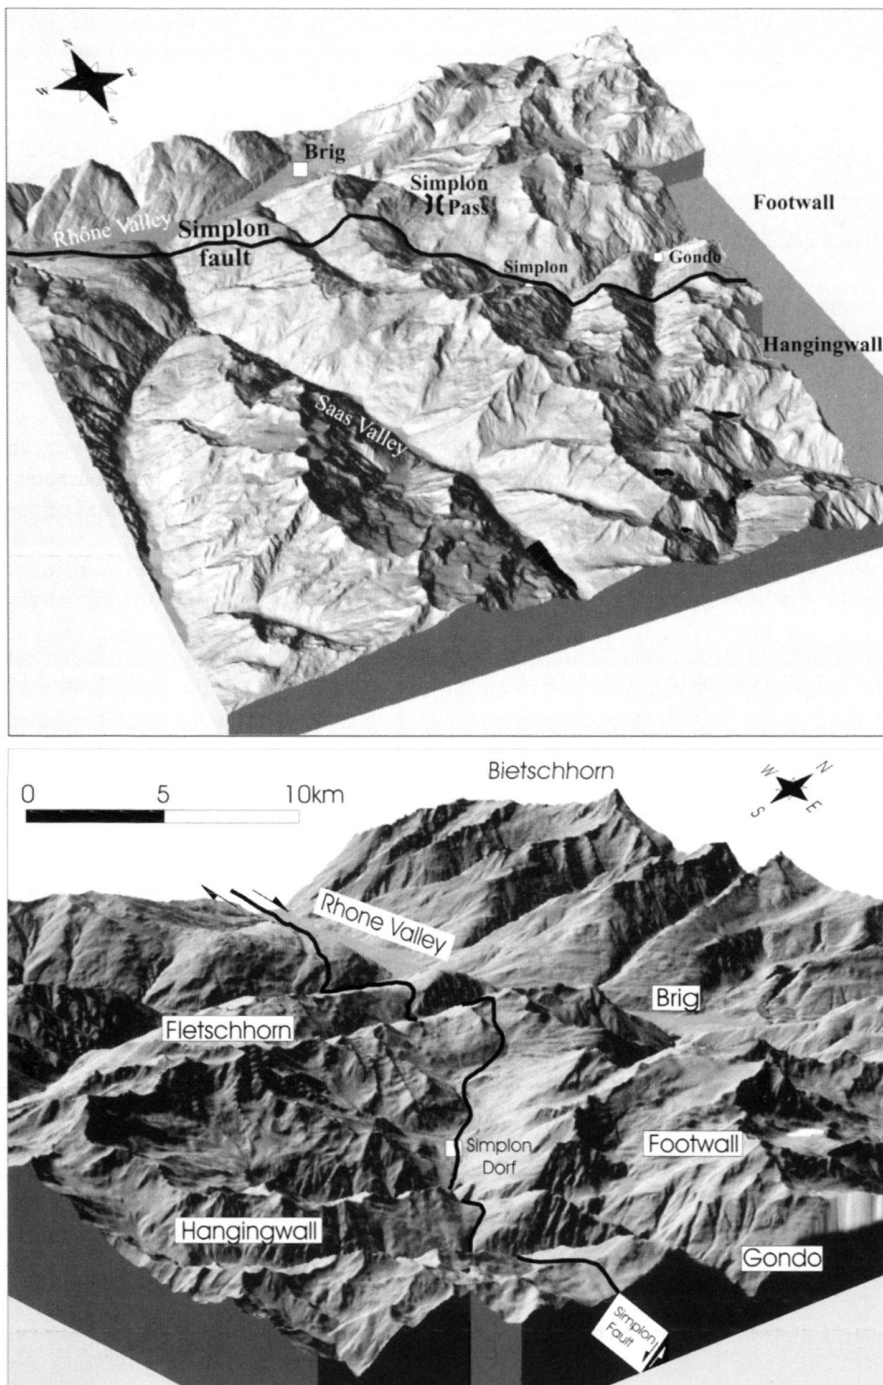 N
W
E
S
Brig
Simplon
Pass
Footwall
Rhône Valley
Simplon
fault
Simplon
Gondo
Hangingwall
Saas Valley
Bietschhorn
0 5 10km
W N
S E
Rhone Valley
Brig
Fletschhorn
Simplon
Dorf
Footwall
Hangingwall
Gondo
Simplon
Fault